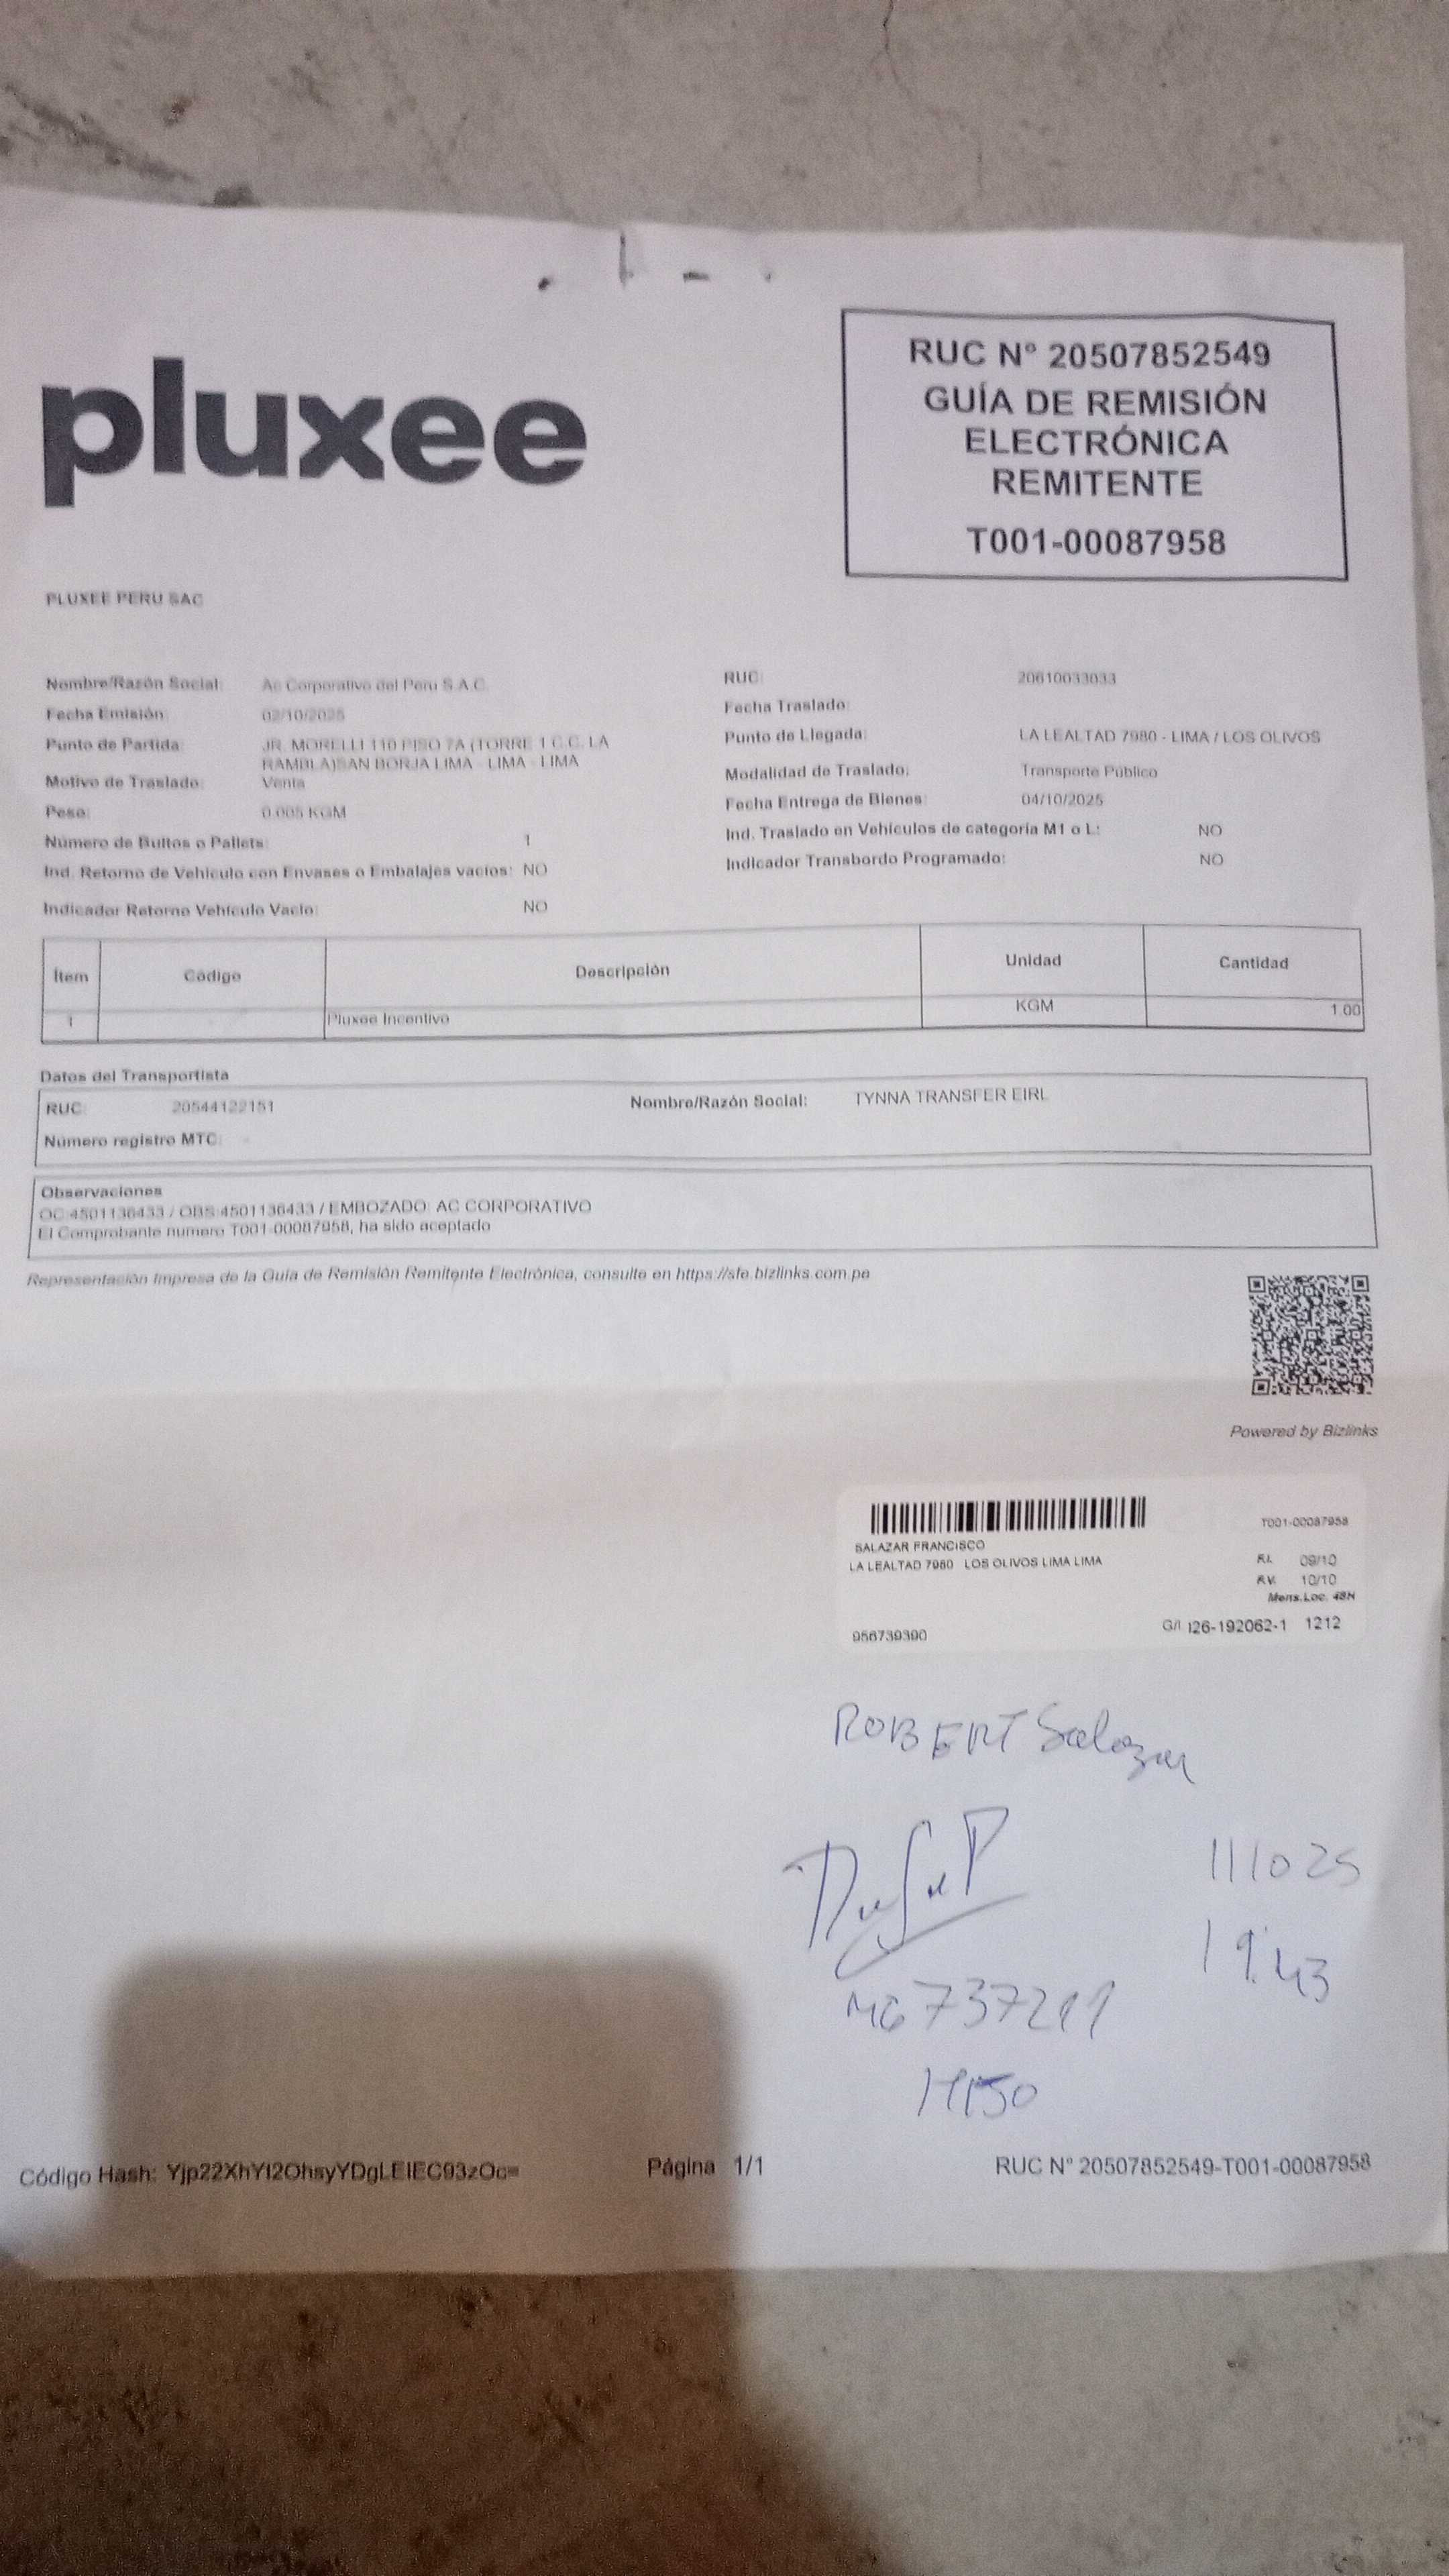 pluxee
RUC N° 20507852549
GUÍA DE REMISIÓN
ELECTRÓNICA
REMITENTE
T001-00087958
PLUXEE PERU SAC
Nombre/Razón Social: Ac Corporativo del Peru S.A.C.
Fecha Emisión: 02/10/2025
Punto de Partida: JR. MORELLI 110 PISO 7A (TORRE 1 C.C. LA
RAMBLA)SAN BORJA LIMA - LIMA - LIMA
Motivo de Traslado: Venta
Peso: 0.005 KGM
Número de Bultos o Pallets: 1
Ind. Retorno de Vehículo con Envases o Embalajes vacíos: NO
Indicador Retorno Vehículo Vacío: NO
RUC: 20610033033
Fecha Traslado:
Punto de Llegada: LA LEALTAD 7980 - LIMA / LOS OLIVOS
Modalidad de Traslado: Transporte Público
Fecha Entrega de Bienes: 04/10/2025
Ind. Traslado en Vehículos de categoría M1 o L: NO
Indicador Transbordo Programado: NO
Ítem Código Descripción Unidad Cantidad
1 Pluxee Incentivo KGM 1.00
Datos del Transportista
RUC: 20544122151 Nombre/Razón Social: TYNNA TRANSFER EIRL
Número registro MTC: -
Observaciones
OC:4501136433 / OBS:4501136433 / EMBOZADO: AC CORPORATIVO
El Comprobante numero T001-00087958, ha sido aceptado
Representación Impresa de la Guía de Remisión Remitente Electrónica, consulte en https://sfe.bizlinks.com.pe
Powered by Bizlinks
T001-00087958
SALAZAR FRANCISCO
LA LEALTAD 7980 LOS OLIVOS LIMA LIMA
F.I. 09/10
F.V. 10/10
Mens.Loc. 48H
956739390 G/I 026-192062-1 1212
ROBERT Salazar
111025
19:43
Código Hash: Yjp22XhYI2OhsyYDgLEIEC93zOc=
Página 1/1
RUC N° 20507852549-T001-00087958